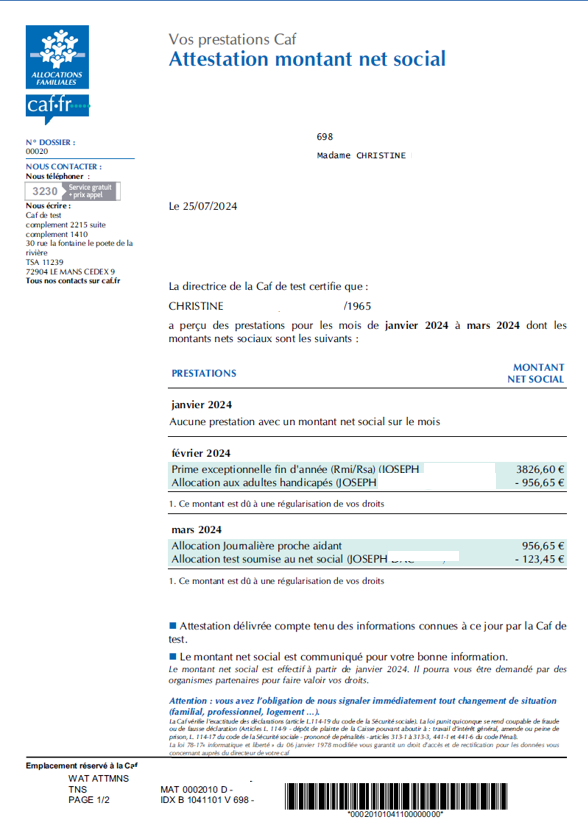 ALLOCATIONS
FAMILIALES
caf·fr
Vos prestations Caf
Attestation montant net social
N° DOSSIER :
00020
NOUS CONTACTER :
Nous téléphoner :
3230 Service gratuit
+ prix appel
Nous écrire :
Caf de test
complement 2215 suite
complement 1410
30 rue la fontaine le poete de la
rivière
TSA 11239
72904 LE MANS CEDEX 9
Tous nos contacts sur caf.fr
698
Madame CHRISTINE
Le 25/07/2024
La directrice de la Caf de test certifie que :
CHRISTINE /1965
a perçu des prestations pour les mois de janvier 2024 à mars 2024 dont les
montants nets sociaux sont les suivants :
PRESTATIONS MONTANT
NET SOCIAL
janvier 2024
Aucune prestation avec un montant net social sur le mois
février 2024
Prime exceptionnelle fin d'année (Rmi/Rsa) (JOSEPH 3826,60 €
Allocation aux adultes handicapés (JOSEPH - 956,65 €
1. Ce montant est dû à une régularisation de vos droits
mars 2024
Allocation Journalière proche aidant 956,65 €
Allocation test soumise au net social (JOSEPH - 123,45 €
1. Ce montant est dû à une régularisation de vos droits
Attestation délivrée compte tenu des informations connues à ce jour par la Caf de
test.
Le montant net social est communiqué pour votre bonne information.
Le montant net social est effectif à partir de janvier 2024. Il pourra vous être demandé par des
organismes partenaires pour faire valoir vos droits.
Attention : vous avez l'obligation de nous signaler immédiatement tout changement de situation
(familial, professionnel, logement ...).
La Caf vérifie l'exactitude des déclarations (article L.114-19 du code de la Sécurité sociale). La loi punit quiconque se rend coupable de fraude
ou de fausse déclaration (Articles L. 114-9 - dépôt de plainte de la Caisse pouvant aboutir à : travail d'intérêt général, amende ou peine de
prison, L. 114-17 du code de la Sécurité sociale - prononcé de pénalités - articles 313-1 à 313-3, 441-1 et 441-6 du code Pénal).
La loi 78-17« informatique et liberté » du 06 janvier 1978 modifiée vous garantit un droit d'accès et de rectification pour les données vous
concernant auprès du directeur de votre caf
Emplacement réservé à la Caf
WAT ATTMNS -
TNS MAT 0002010 D -
PAGE 1/2 IDX B 1041101 V 698 -
*00020101041100000000*